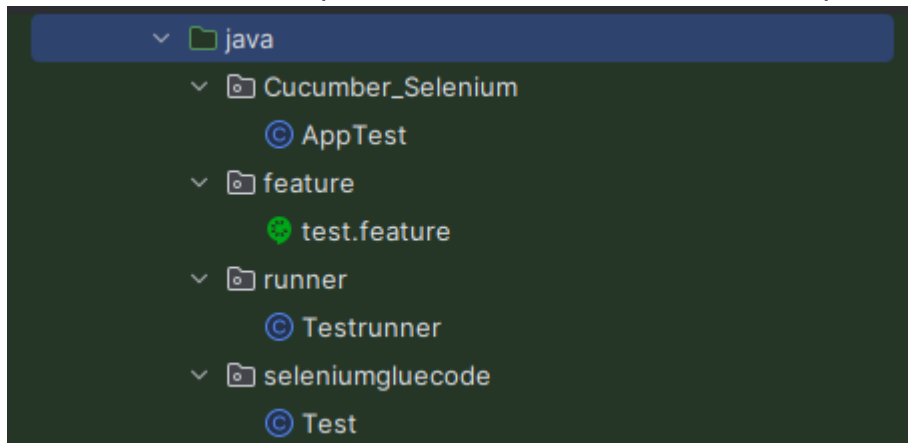 java
Cucumber_Selenium
AppTest
feature
test.feature
runner
Testrunner
seleniumgluecode
Test